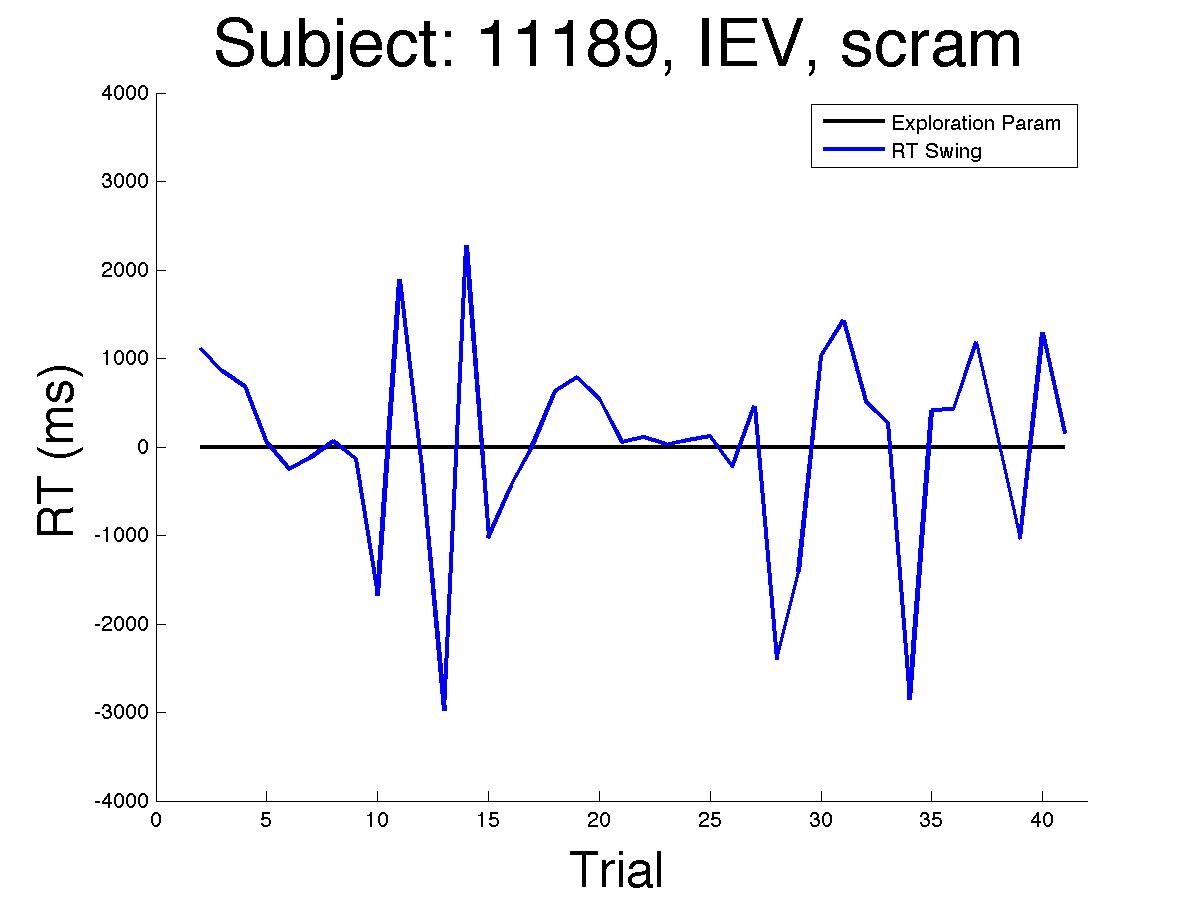 Subject: 11189, IEV, scram
4000
3000
2000
1000
0
-1000
-2000
-3000
-4000
RT (ms)
Exploration Param
RT Swing
0 5 10 15 20 25 30 35 40
Trial